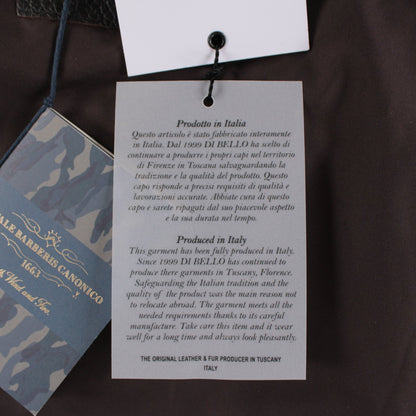 Prodotto in Italia
Questo articolo è stato fabbricato interamente
in Italia. Dal 1999 DI BELLO ha scelto di
continuare a produrre i propri capi nel territorio
di Firenze in Toscana salvaguardando la
tradizione e la qualità del prodotto. Questo
capo risponde a precisa requisiti di qualità e
lavorazioni accurate. Abbiate cura di questo
capo e sarete ripagati dal suo piacevole aspetto
e la sua durata nel tempo.
Produced in Italy
This garment has been fully produced in Italy.
Since 1999 DI BELLO has continued to
produce there garments in Tuscany, Florence.
Safeguarding the Italian tradition and the
quality of the product was the main reason not
to relocate abroad. The garment meets all the
needed requirements thanks to its careful
manufacture. Take care this item and it wear
well for a long time and always look pleasantly.
THE ORIGINAL LEATHER & FUR PRODUCER IN TUSCANY
ITALY
ALE BARBERIS CANONICO
1663
Wool and